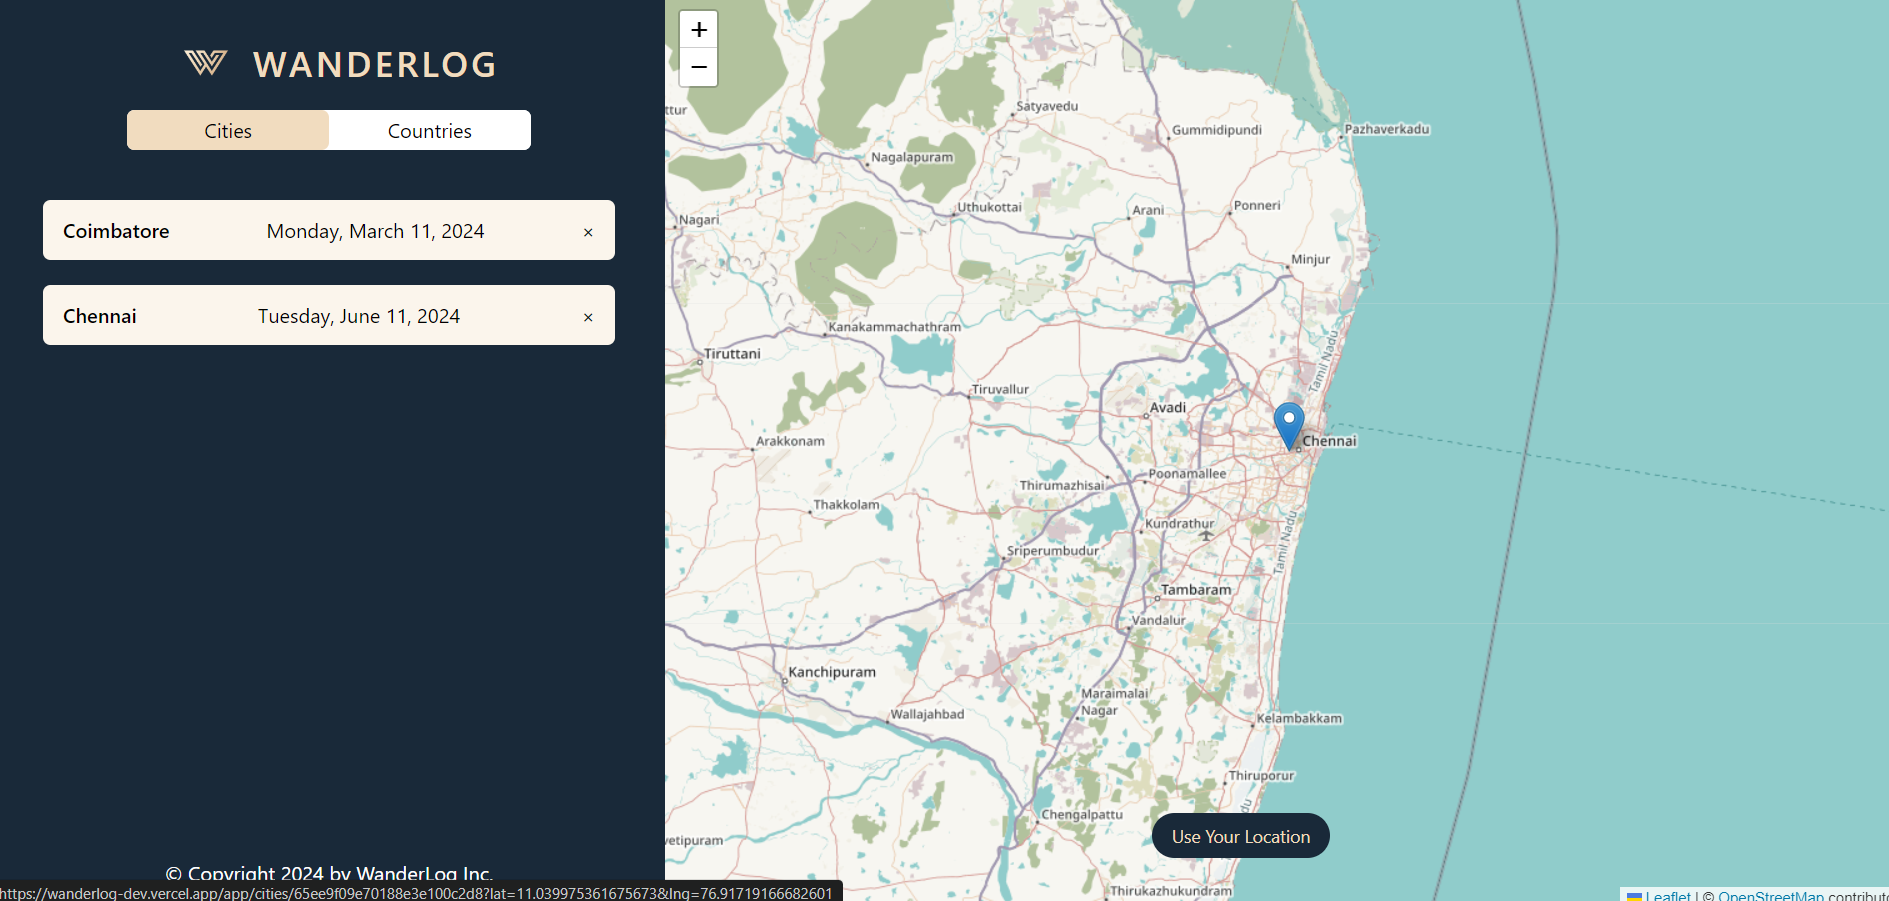 WANDERLOG
Cities
Countries
Coimbatore
Monday, March 11, 2024
×
Chennai
Tuesday, June 11, 2024
×
© Copyright 2024 by WanderLog Inc.
https://wanderlog-dev.vercel.app/app/cities/65ee9f09e70188e3e100c2d8?lat=11.039975361675673&lng=76.91719166682601
+
−
ttur
Satyavedu
Gummidipundi
Pazhaverkadu
Nagalapuram
Nagari
Uthukottai
Arani
Ponneri
Minjur
Kanakammachathram
Tiruttani
Tamil Nadu
Tiruvallur
Avadi
Arakkonam
Chennai
Poonamallee
Thirumazhisai
Thakkolam
Kundrathur
Tamil Nadu
Sriperumbudur
Tambaram
Vandalur
Kanchipuram
Maraimalai
Nagar
Wallajahbad
Kelambakkam
Thiruporur
du
Chengalpattu
Use Your Location
vetipuram
Thirukazhukundram
Leaflet | © OpenStreetMap contributo